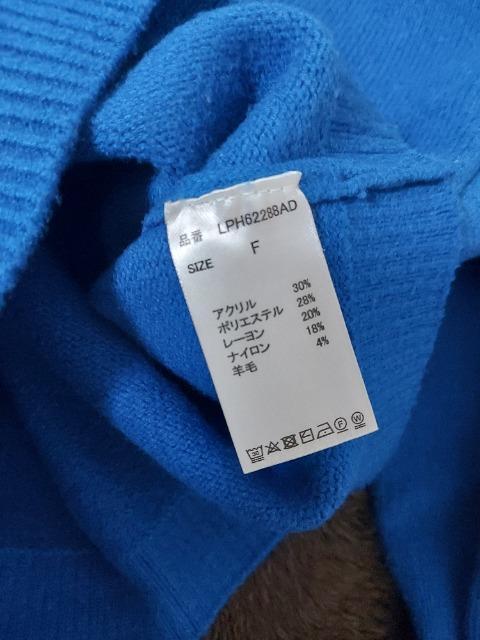 品番 LPH62288AD
SIZE F
アクリル 30%
ポリエステル 28%
レーヨン 20%
ナイロン 18%
羊毛 4%